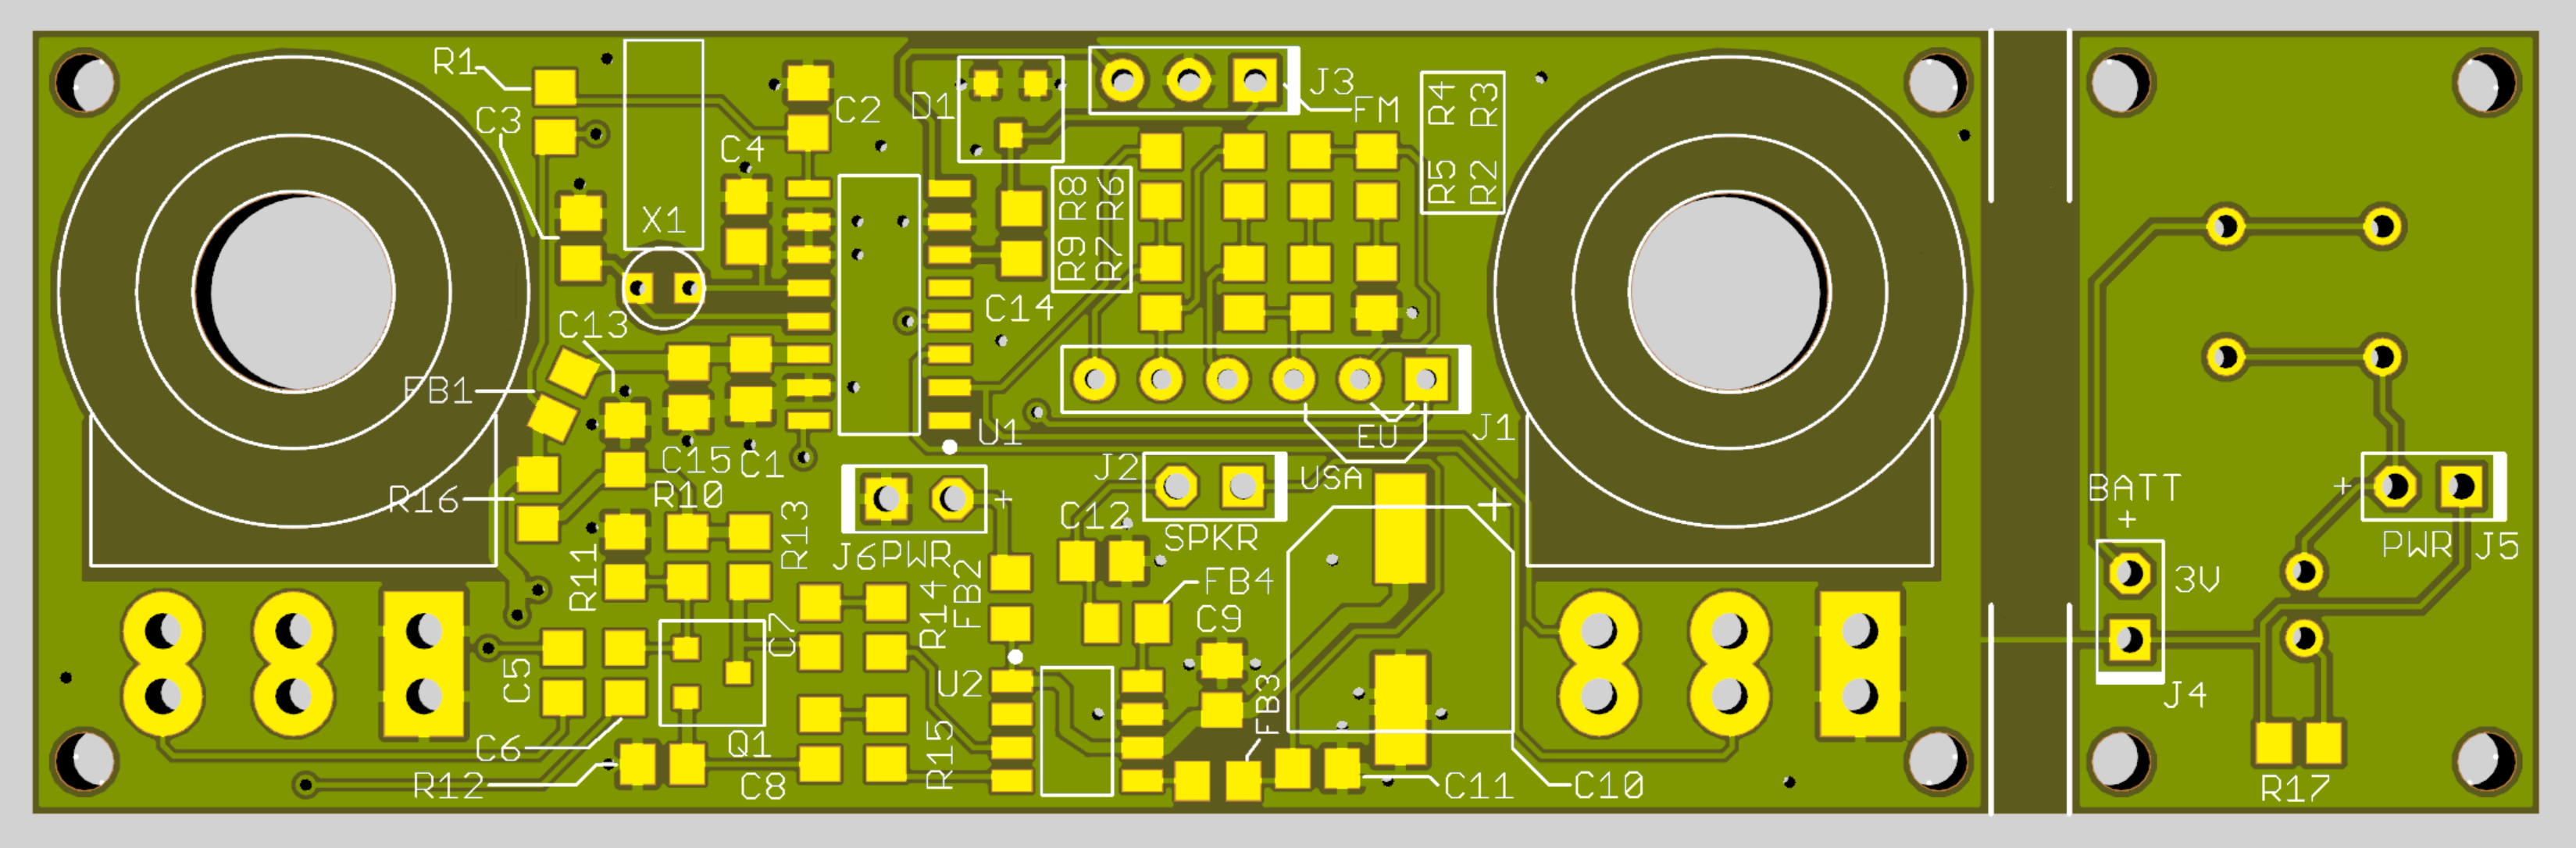 R1
C3
X1
C4
C2
D1
J3
FM
R4 R3
R5 R2
R8 R6
R9 R7
C14
C13
FB1
C15
C1
U1
EU
J1
R16
R10
J2
USA
C12
+
+
SPKR
BATT
+
+
PWR
J5
R11
R13
J6
PWR
FB2
FB4
3V
R14
C9
C7
C5
U2
FB3
J4
Q1
C6
R12
C8
R15
C11
C10
R17